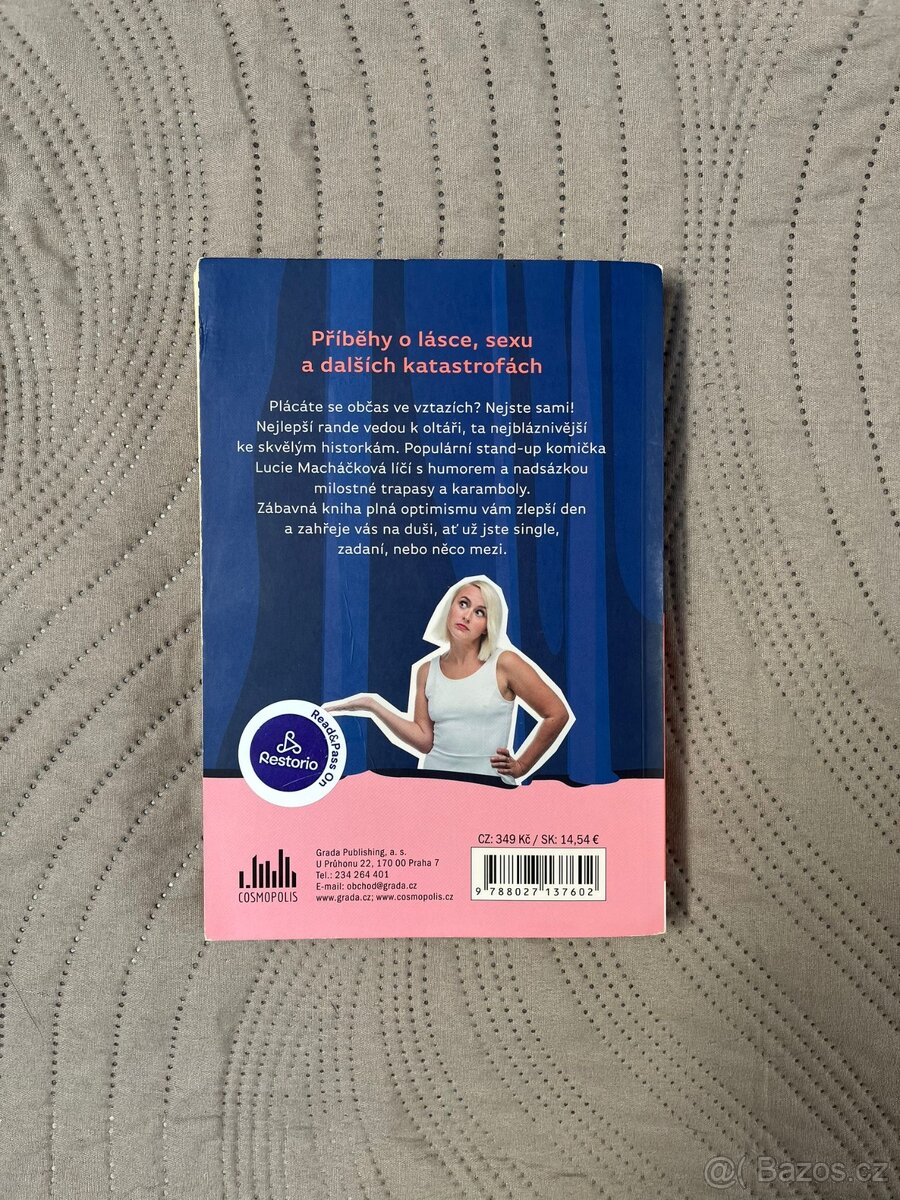 Příběhy o lásce, sexu
a dalších katastrofách
Plácáte se občas ve vztazích? Nejste sami!
Nejlepší rande vedou k oltáři, ta nejbláznivější
ke skvělým historkám. Populární stand-up komička
Lucie Macháčková líčí s humorem a nadsázkou
milostné trapasy a karamboly.
Zábavná kniha plná optimismu vám zlepší den
a zahřeje vás na duši, ať už jste single,
zadaní, nebo něco mezi.
Read&Pass On
Restorio
COSMOPOLIS
Grada Publishing, a. s.
U Průhonu 22, 170 00 Praha 7
Tel.: 234 264 401
E-mail: obchod@grada.cz
www.grada.cz; www.cosmopolis.cz
CZ: 349 Kč / SK: 14,54 €
9 788027 137602
@( Bazos.cz